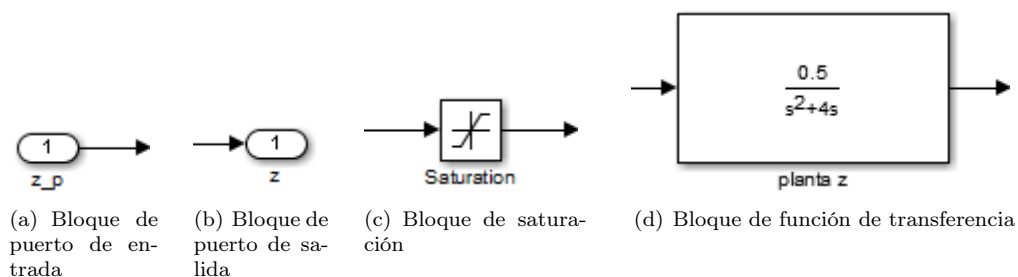 1
z_p
(a) Bloque de
puerto de en-
trada
1
z
(b) Bloque de
puerto de sa-
lida
Saturation
(c) Bloque de satura-
ción
0.5
s²+4s
planta z
(d) Bloque de función de transferencia